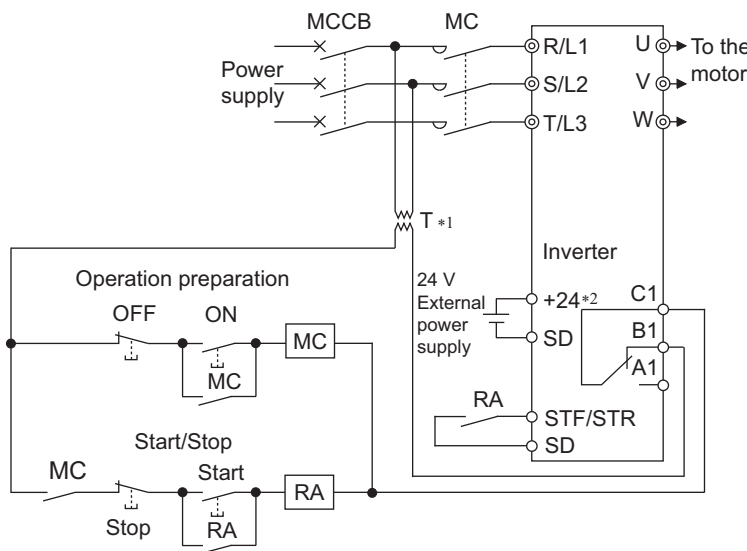 MCCB
MC
R/L1
U
To the
motor
Power
supply
S/L2
V
T/L3
W
T *1
Inverter
Operation preparation
24 V
External
power
supply
+24*2
C1
OFF
ON
MC
B1
SD
A1
MC
RA
STF/STR
Start/Stop
SD
MC
Start
RA
Stop
RA